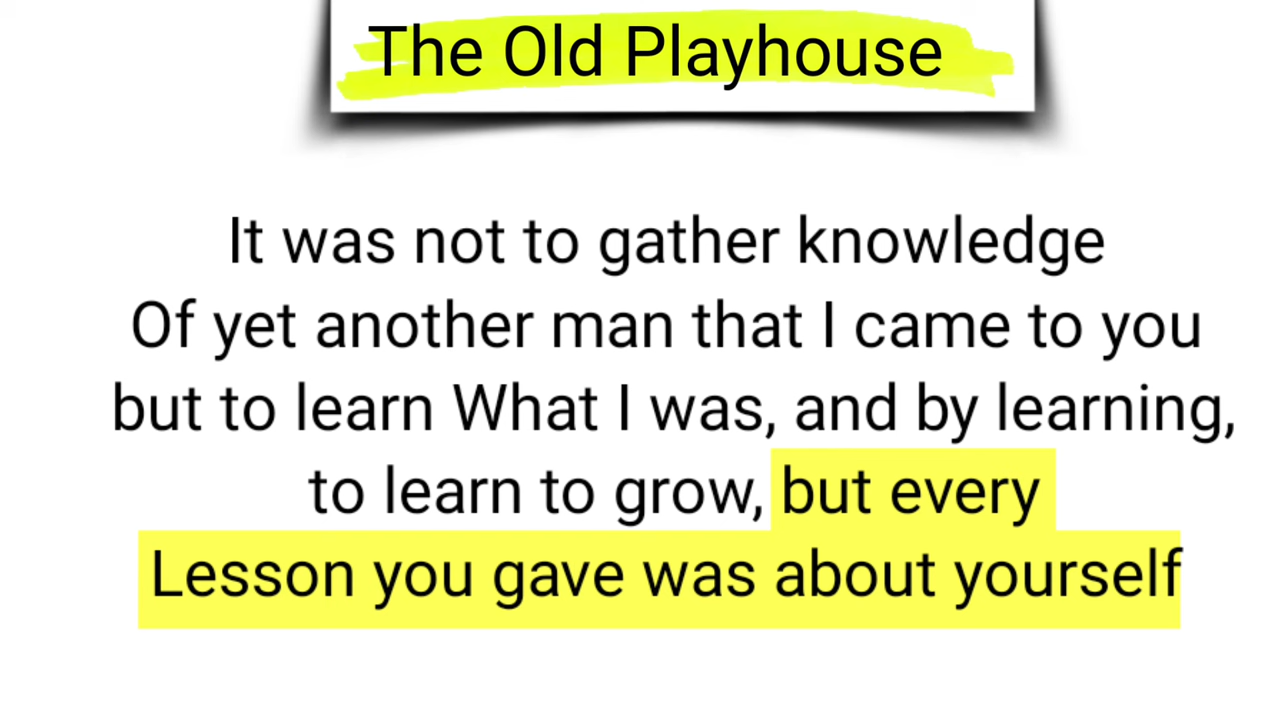 The Old Playhouse
It was not to gather knowledge
Of yet another man that I came to you
but to learn What I was, and by learning,
to learn to grow, but every
Lesson you gave was about yourself